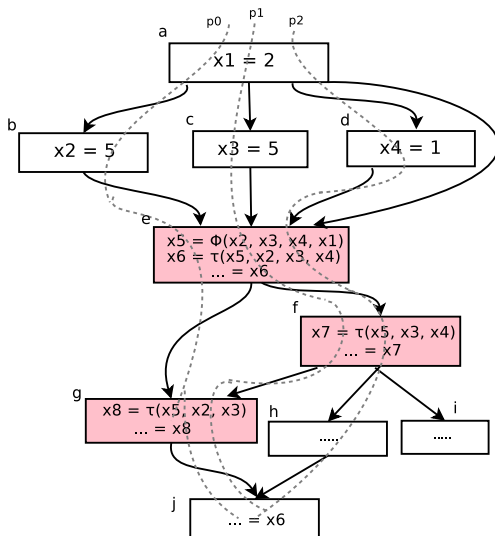 p0 p1 p2
a
x1 = 2
b
c
d
x2 = 5
x3 = 5
x4 = 1
e
x5 = Φ(x2, x3, x4, x1)
x6 = τ(x5, x2, x3, x4)
... = x6
f
x7 = τ(x5, x3, x4)
... = x7
g
x8 = τ(x5, x2, x3)
... = x8
h
.....
i
.....
j
... = x6